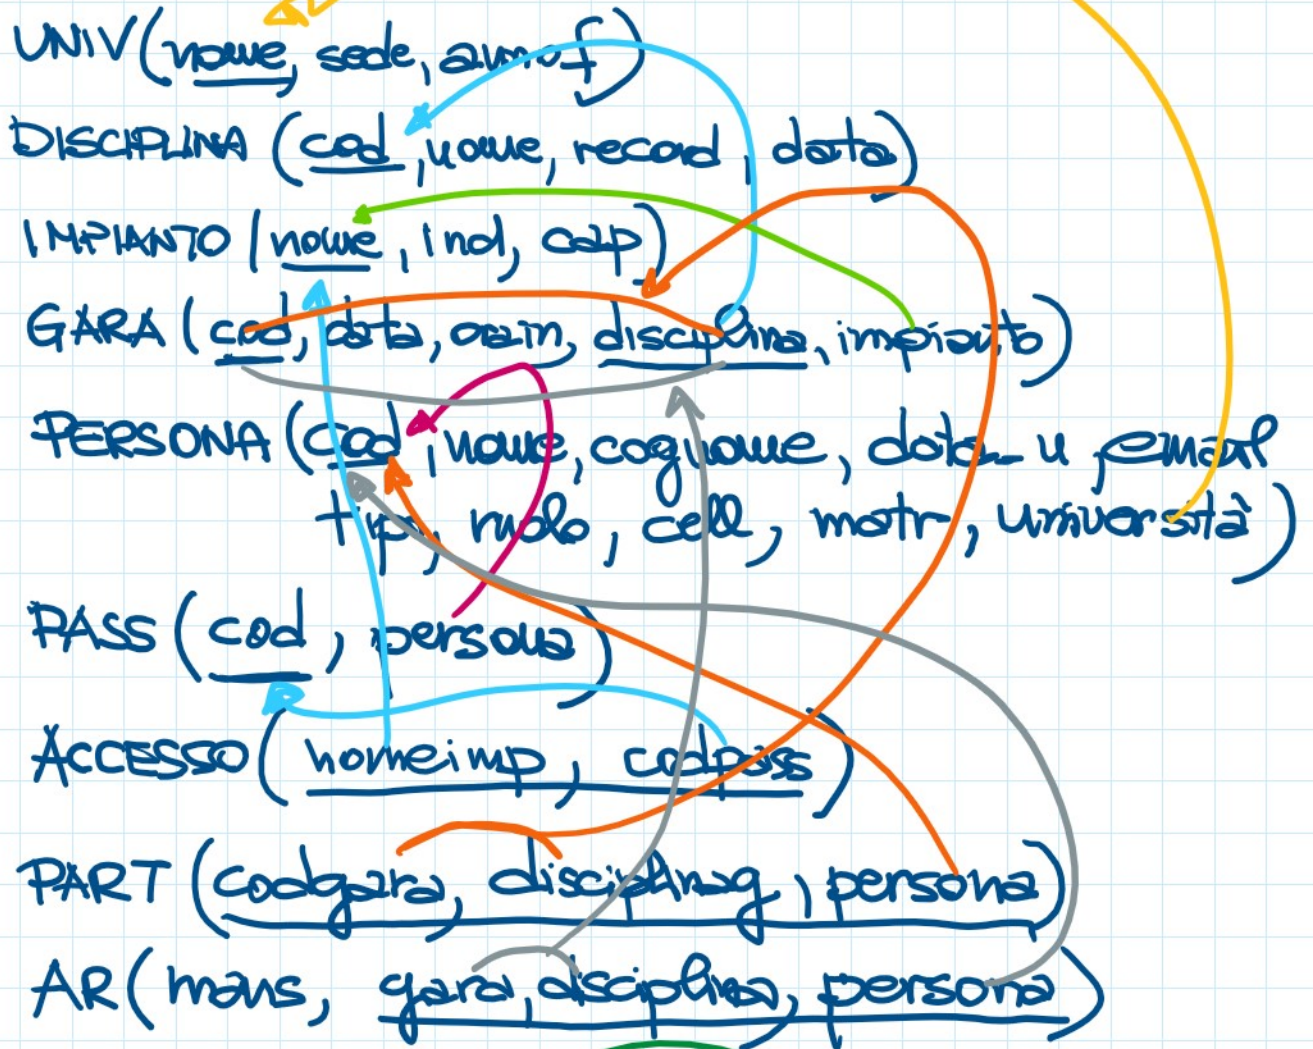 UNIV(nome, sede, annof)
DISCIPLINA (cod, nome, record, data)
IMPIANTO (nome, ind, cap)
GARA (cod, data, orain, disciplina, impianto)
PERSONA (cod, nome, cognome, data_n, email
tipo, ruolo, cell, matr, università)
PASS (cod, persona)
ACCESSO (nomeimp, codpass)
PART (codgara, disciplinag, persona)
AR (mans, gara, disciplina, persona)